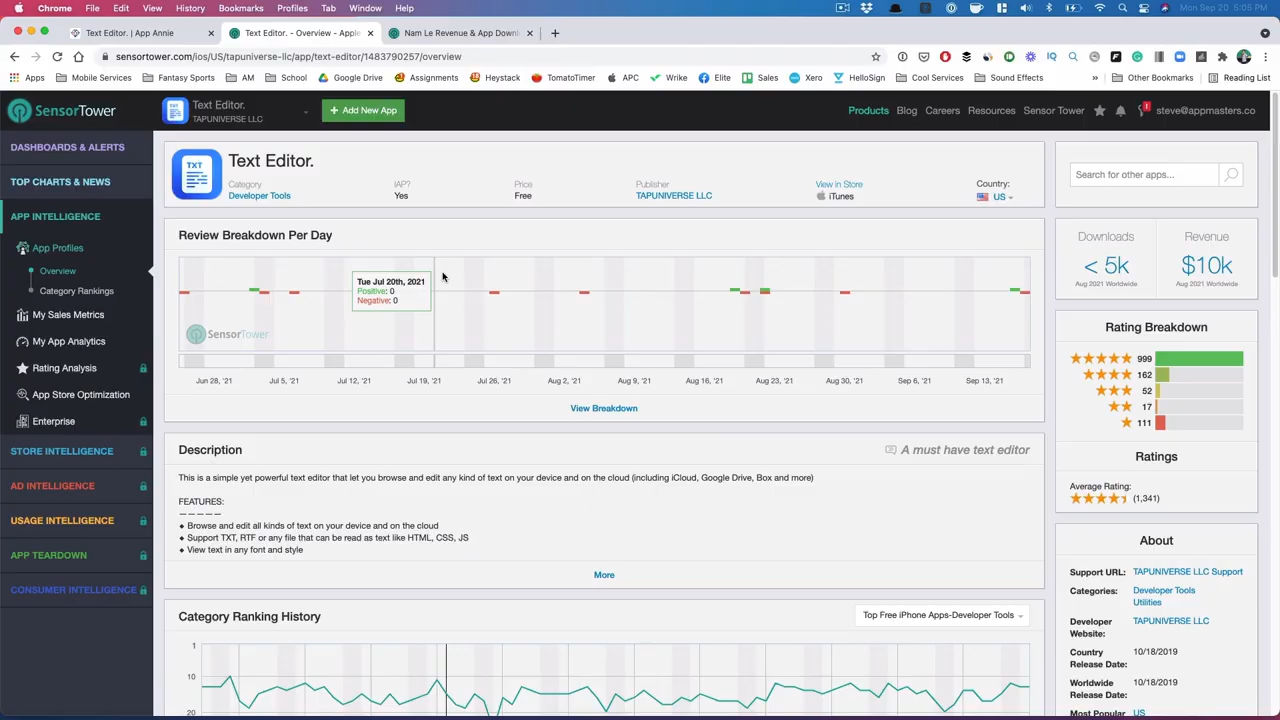 Chrome File Edit View History Bookmarks Profiles Tab Window Help Mon Sep 20 5:05 PM
Text Editor. | App Annie
Text Editor. - Overview - Apple
Nam Le Revenue & App Down
sensortower.com/ios/US/tapuniverse-llc/app/text-editor/1483790257/overview
Apps Mobile Services Fantasy Sports AM School Google Drive Assignments Heystack TomatoTimer APC Wrike Elite Sales Xero HelloSign Cool Services Sound Effects » Other Bookmarks Reading List
SensorTower
Text Editor.
TAPUNIVERSE LLC
+ Add New App
Products Blog Careers Resources Sensor Tower 1 steve@appmasters.co
DASHBOARDS & ALERTS
TOP CHARTS & NEWS
APP INTELLIGENCE
App Profiles
Overview
Category Rankings
My Sales Metrics
My App Analytics
Rating Analysis
App Store Optimization
Enterprise
STORE INTELLIGENCE
AD INTELLIGENCE
USAGE INTELLIGENCE
APP TEARDOWN
CONSUMER INTELLIGENCE
TXT
Text Editor.
Category
Developer Tools
IAP?
Yes
Price
Free
Publisher
TAPUNIVERSE LLC
View in Store
iTunes
Country:
US
Review Breakdown Per Day
Tue Jul 20th, 2021
Positive: 0
Negative: 0
SensorTower
Jun 28, '21 Jul 5, '21 Jul 12, '21 Jul 19, '21 Jul 26, '21 Aug 2, '21 Aug 9, '21 Aug 16, '21 Aug 23, '21 Aug 30, '21 Sep 6, '21 Sep 13, '21
View Breakdown
Description
A must have text editor
This is a simple yet powerful text editor that let you browse and edit any kind of text on your device and on the cloud (including iCloud, Google Drive, Box and more)
FEATURES:
— — — — —
◆ Browse and edit all kinds of text on your device and on the cloud
◆ Support TXT, RTF or any file that can be read as text like HTML, CSS, JS
◆ View text in any font and style
More
Category Ranking History
Top Free iPhone Apps-Developer Tools
1
10
20
Search for other apps...
Downloads
< 5k
Aug 2021 Worldwide
Revenue
$10k
Aug 2021 Worldwide
Rating Breakdown
999
162
52
17
111
Ratings
Average Rating:
(1,341)
About
Support URL: TAPUNIVERSE LLC Support
Categories: Developer Tools
Utilities
Developer Website: TAPUNIVERSE LLC
Country Release Date: 10/18/2019
Worldwide Release Date: 10/18/2019
Most Popular US